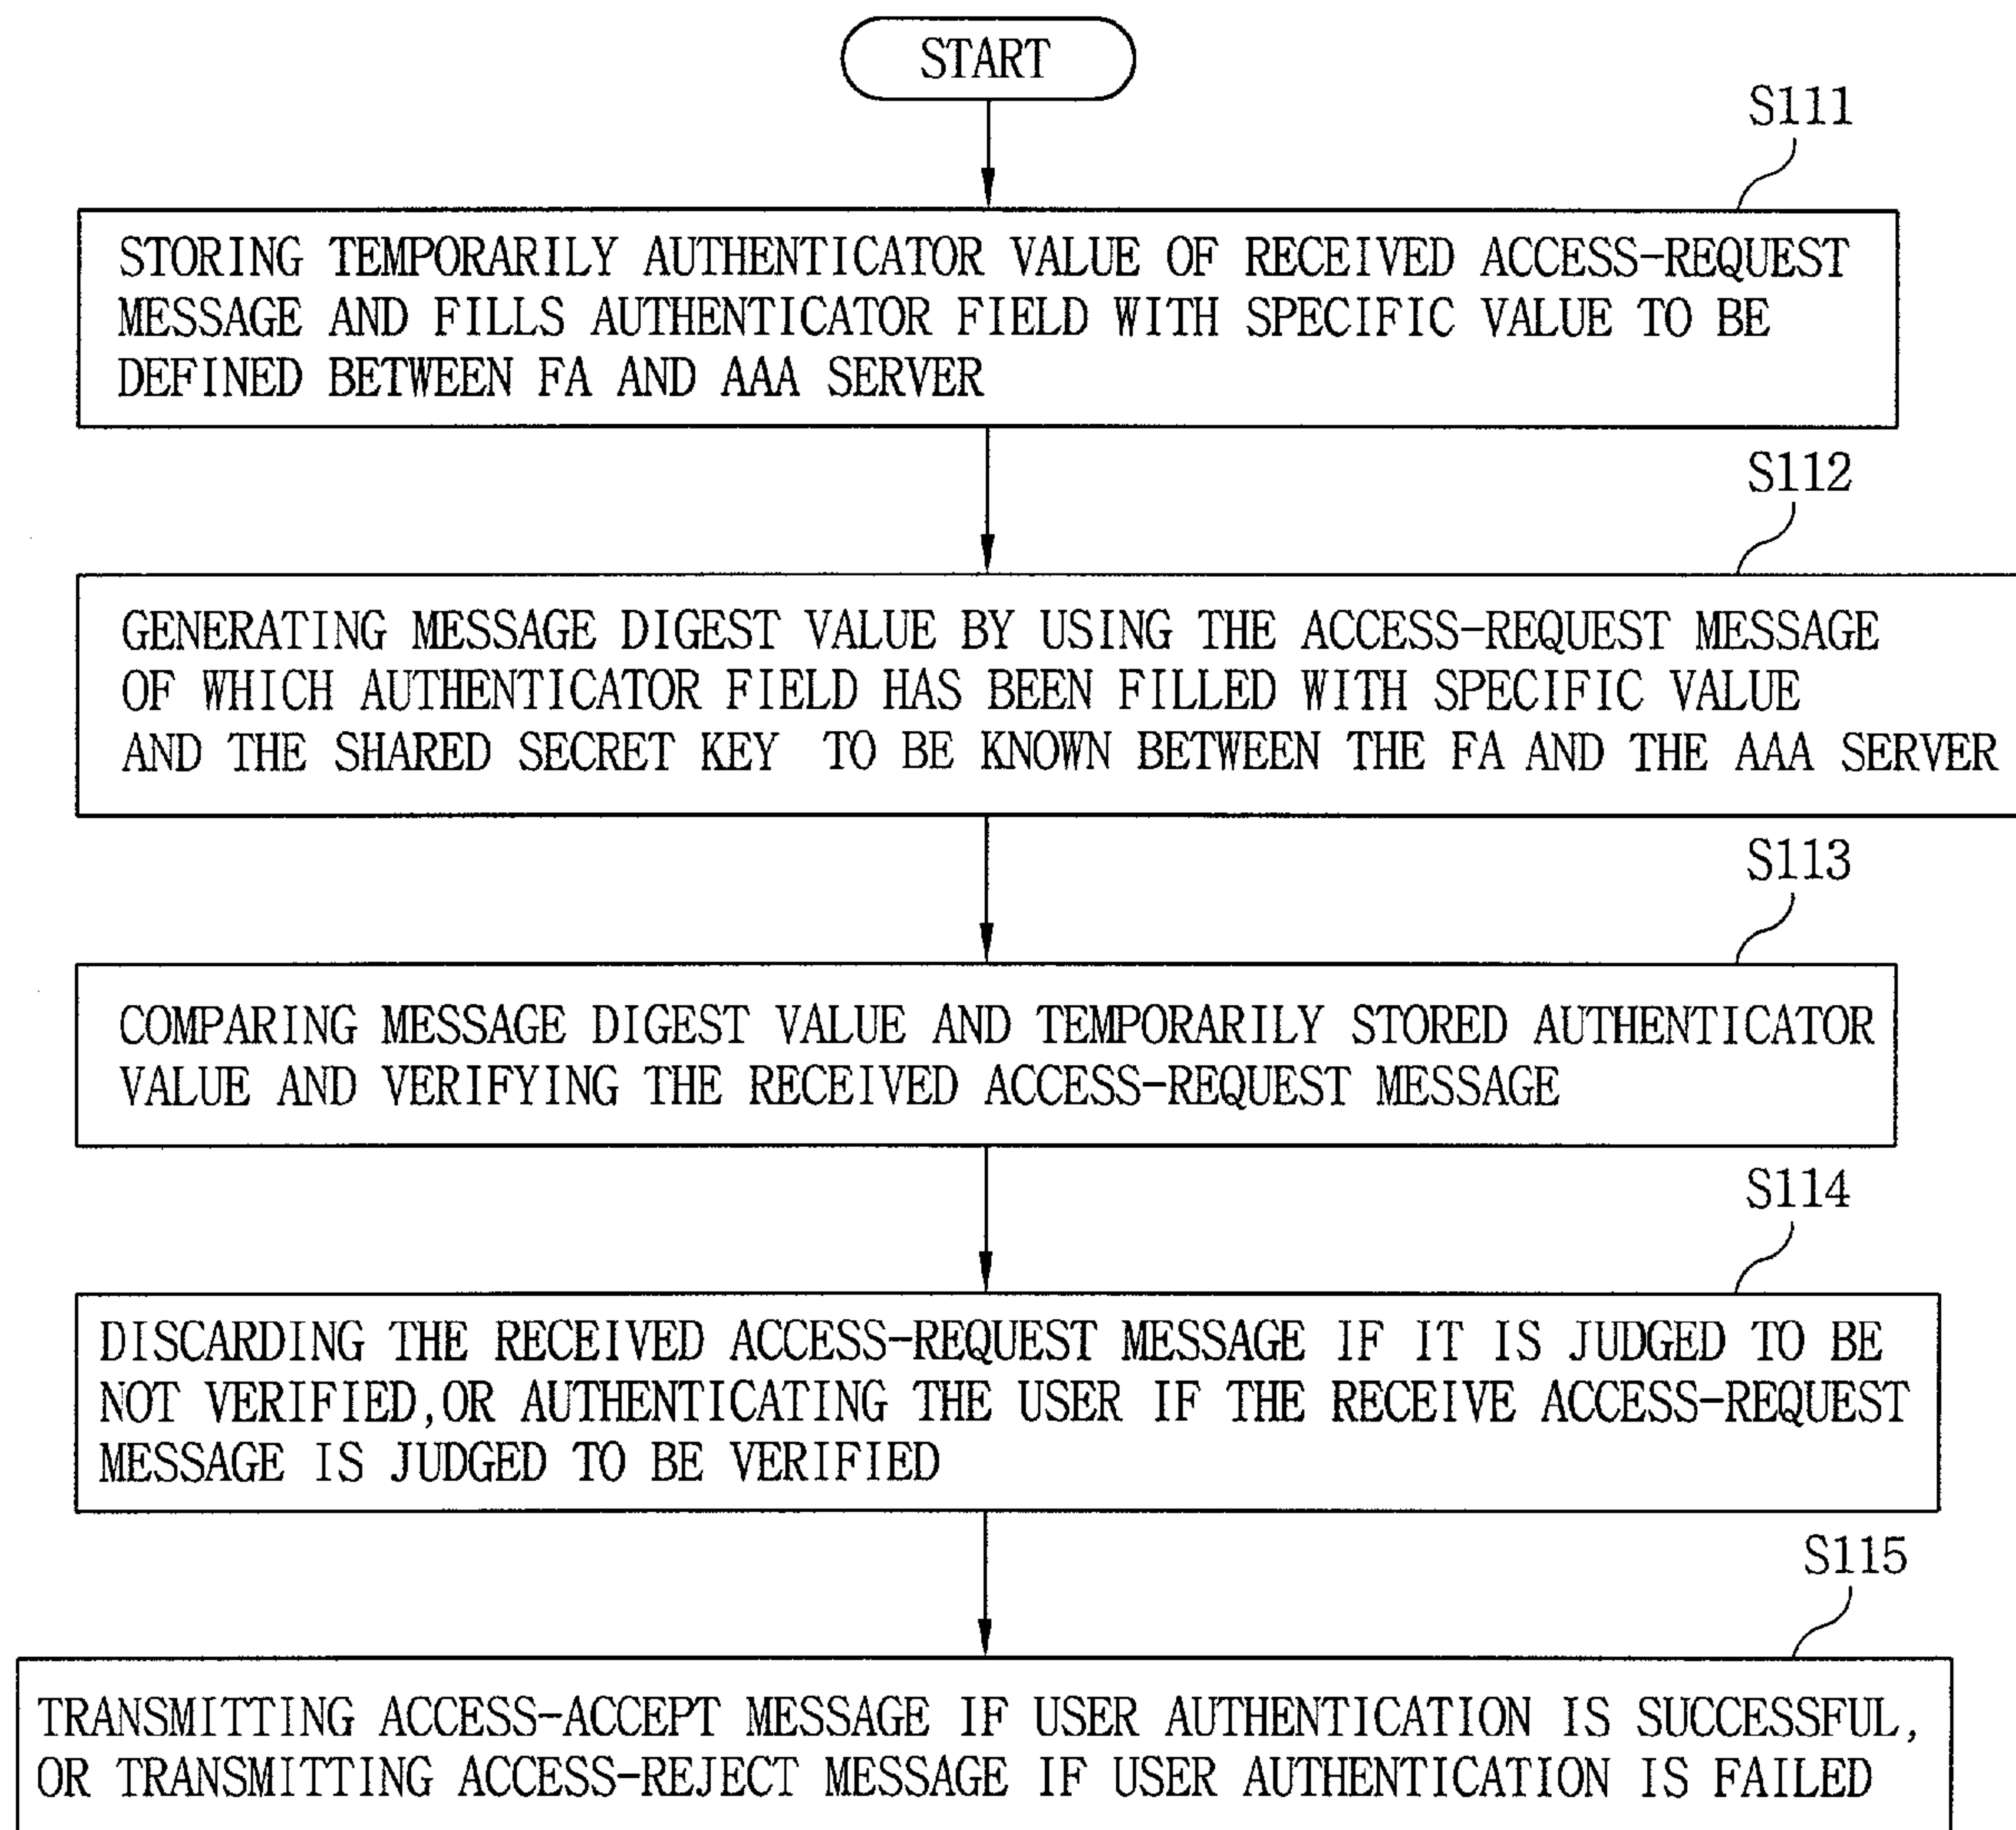 START
S111
STORING TEMPORARILY AUTHENTICATOR VALUE OF RECEIVED ACCESS-REQUEST
MESSAGE AND FILLS AUTHENTICATOR FIELD WITH SPECIFIC VALUE TO BE
DEFINED BETWEEN FA AND AAA SERVER
S112
GENERATING MESSAGE DIGEST VALUE BY USING THE ACCESS-REQUEST MESSAGE
OF WHICH AUTHENTICATOR FIELD HAS BEEN FILLED WITH SPECIFIC VALUE
AND THE SHARED SECRET KEY TO BE KNOWN BETWEEN THE FA AND THE AAA SERVER
S113
COMPARING MESSAGE DIGEST VALUE AND TEMPORARILY STORED AUTHENTICATOR
VALUE AND VERIFYING THE RECEIVED ACCESS-REQUEST MESSAGE
S114
DISCARDING THE RECEIVED ACCESS-REQUEST MESSAGE IF IT IS JUDGED TO BE
NOT VERIFIED,OR AUTHENTICATING THE USER IF THE RECEIVE ACCESS-REQUEST
MESSAGE IS JUDGED TO BE VERIFIED
S115
TRANSMITTING ACCESS-ACCEPT MESSAGE IF USER AUTHENTICATION IS SUCCESSFUL,
OR TRANSMITTING ACCESS-REJECT MESSAGE IF USER AUTHENTICATION IS FAILED